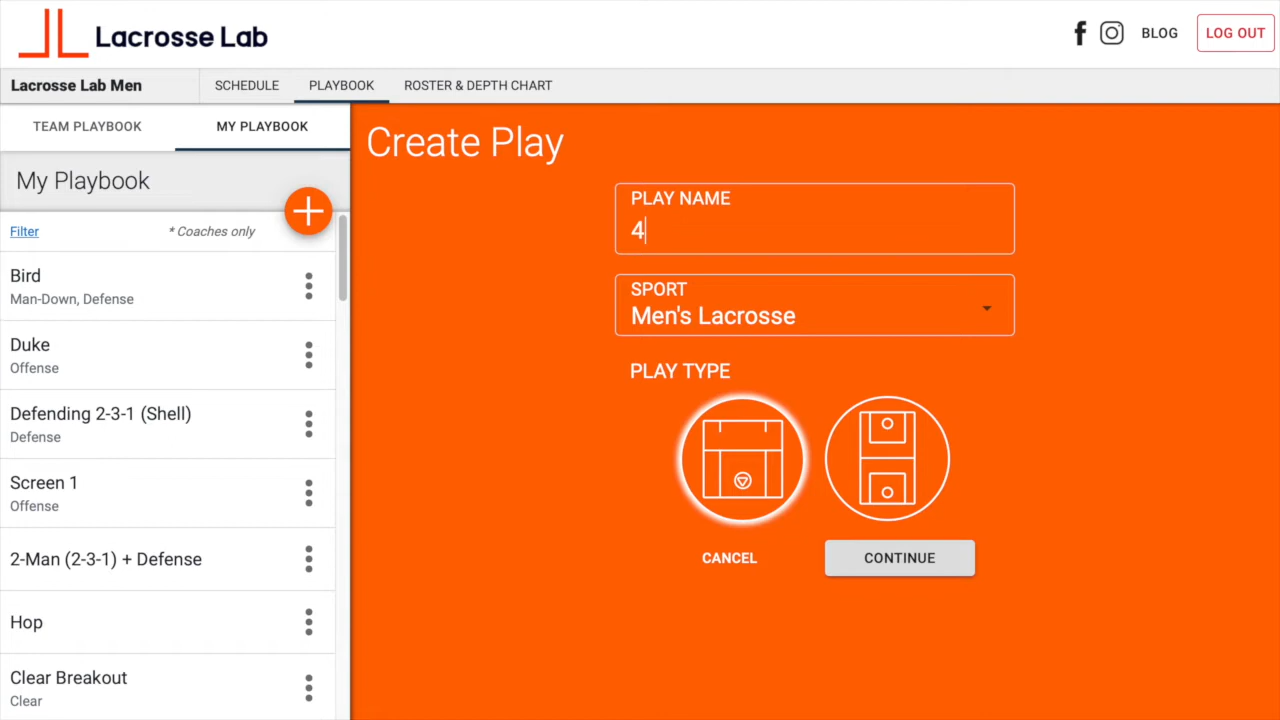 Lacrosse Lab
BLOG
LOG OUT
Lacrosse Lab Men
SCHEDULE
PLAYBOOK
ROSTER & DEPTH CHART
TEAM PLAYBOOK
MY PLAYBOOK
My Playbook
Filter
* Coaches only
Bird
Man-Down, Defense
Duke
Offense
Defending 2-3-1 (Shell)
Defense
Screen 1
Offense
2-Man (2-3-1) + Defense
Hop
Clear Breakout
Clear
Create Play
PLAY NAME
4
SPORT
Men's Lacrosse
PLAY TYPE
CANCEL
CONTINUE